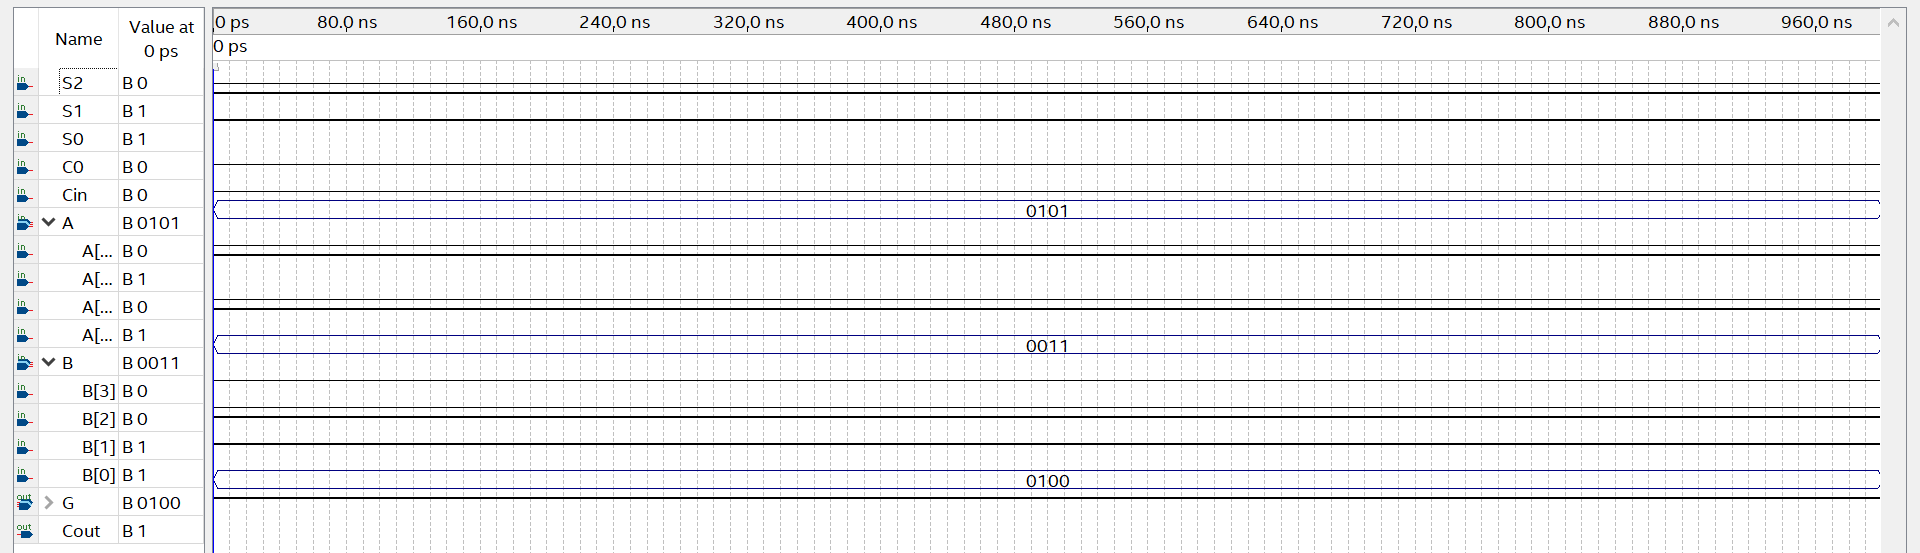 Name
Value at
0 ps
0 ps 80.0 ns 160,0 ns 240,0 ns 320,0 ns 400,0 ns 480,0 ns 560,0 ns 640,0 ns 720,0 ns 800,0 ns 880,0 ns 960,0 ns
0 ps
in S2 B 0
in S1 B 1
in S0 B 1
in C0 B 0
in Cin B 0
in A B 0101 0101
in A[... B 0
in A[... B 1
in A[... B 0
in A[... B 1
in B B 0011 0011
in B[3] B 0
in B[2] B 0
in B[1] B 1
in B[0] B 1
out G B 0100 0100
out Cout B 1